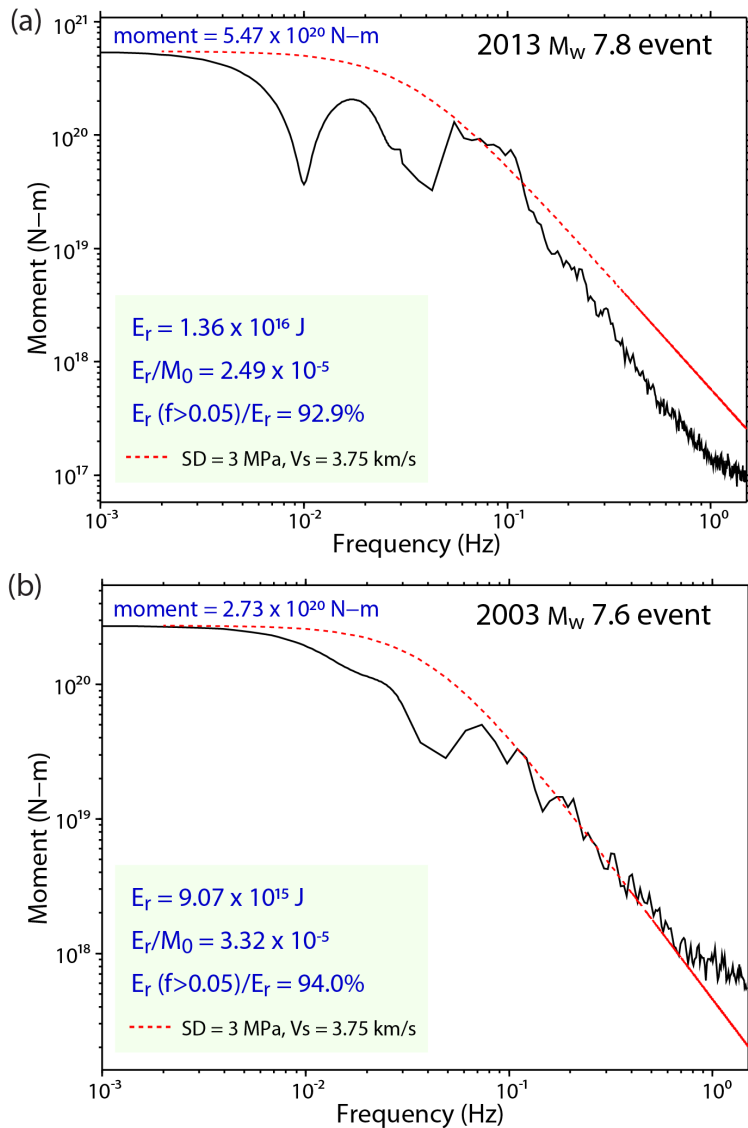 (a)
moment = 5.47 x 10²⁰ N–m
2013 Mw 7.8 event
10²¹
10²⁰
10¹⁹
10¹⁸
10¹⁷
Moment (N–m)
Eᵣ = 1.36 x 10¹⁶ J
Eᵣ/M₀ = 2.49 x 10⁻⁵
Eᵣ (f>0.05)/Eᵣ = 92.9%
SD = 3 MPa, Vs = 3.75 km/s
10⁻³ 10⁻² 10⁻¹ 10⁰
Frequency (Hz)
(b)
moment = 2.73 x 10²⁰ N–m
2003 Mw 7.6 event
10²⁰
10¹⁹
10¹⁸
Moment (N–m)
Eᵣ = 9.07 x 10¹⁵ J
Eᵣ/M₀ = 3.32 x 10⁻⁵
Eᵣ (f>0.05)/Eᵣ = 94.0%
SD = 3 MPa, Vs = 3.75 km/s
10⁻³ 10⁻² 10⁻¹ 10⁰
Frequency (Hz)